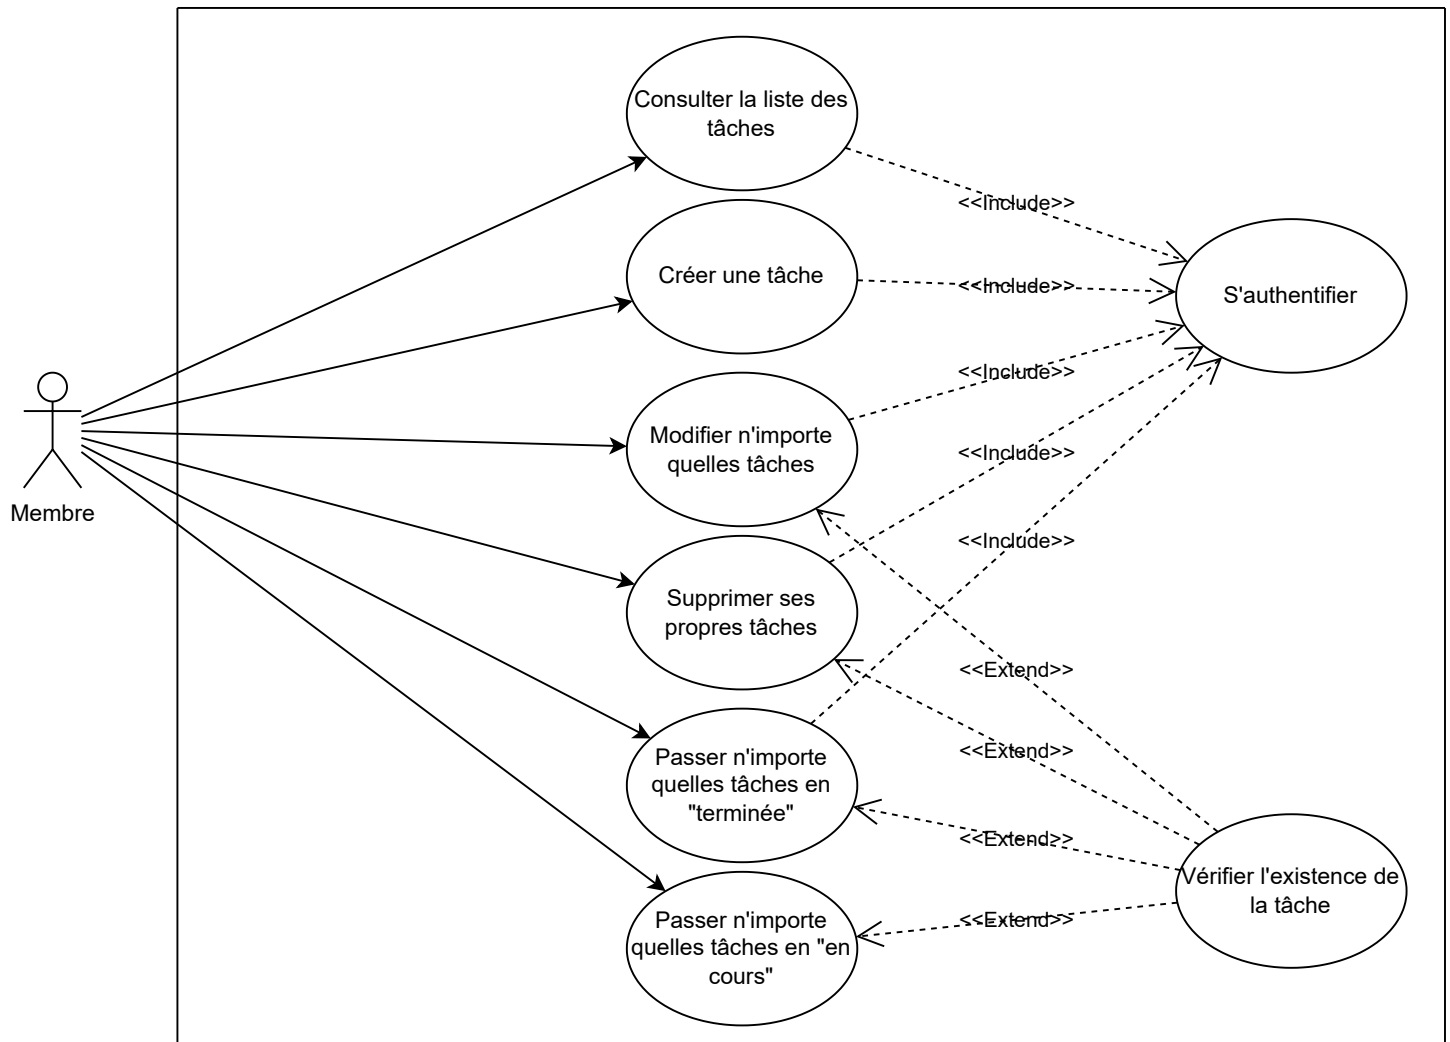 Consulter la liste des
tâches
<<Include>>
Créer une tâche
<<Include>>
S'authentifier
<<Include>>
Modifier n'importe
quelles tâches
<<Include>>
Membre
<<Include>>
Supprimer ses
propres tâches
<<Extend>>
<<Extend>>
Passer n'importe
quelles tâches en
"terminée"
<<Extend>>
Vérifier l'existence de
la tâche
<<Extend>>
Passer n'importe
quelles tâches en "en
cours"